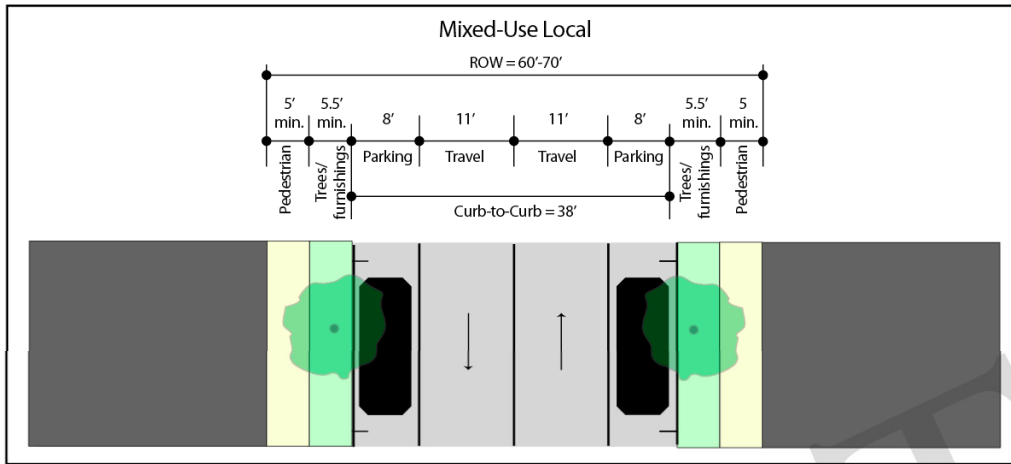 Mixed-Use Local
ROW = 60'-70'
5'
min.
5.5'
min.
8'
11'
11'
8'
5.5'
min.
5
min.
Pedestrian
Trees/
furnishings
Parking
Travel
Travel
Parking
Trees/
furnishings
Pedestrian
Curb-to-Curb = 38'